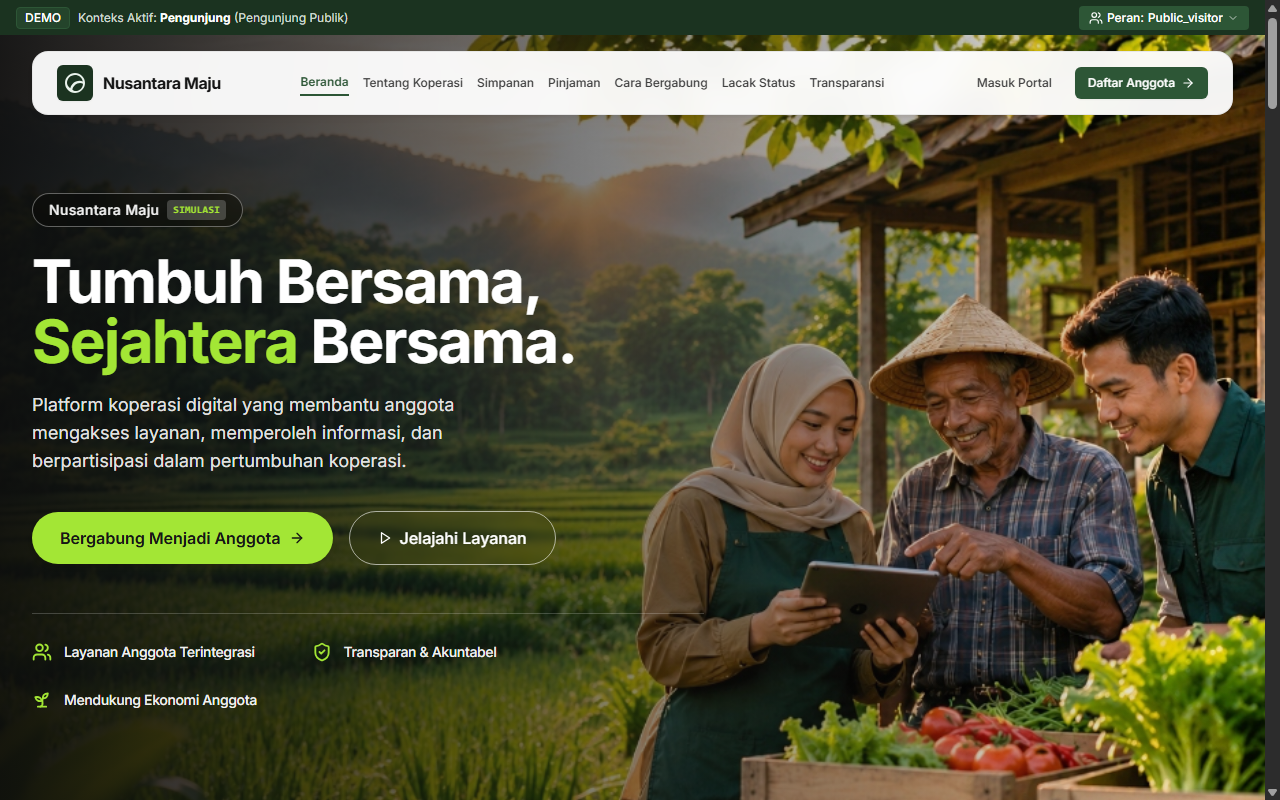 DEMO Konteks Aktif: Pengunjung (Pengunjung Publik)
Peran: Public_visitor
Nusantara Maju
Beranda Tentang Koperasi Simpanan Pinjaman Cara Bergabung Lacak Status Transparansi
Masuk Portal
Daftar Anggota
Nusantara Maju SIMULASI
Tumbuh Bersama,
Sejahtera Bersama.
Platform koperasi digital yang membantu anggota
mengakses layanan, memperoleh informasi, dan
berpartisipasi dalam pertumbuhan koperasi.
Bergabung Menjadi Anggota
Jelajahi Layanan
Layanan Anggota Terintegrasi
Transparan & Akuntabel
Mendukung Ekonomi Anggota